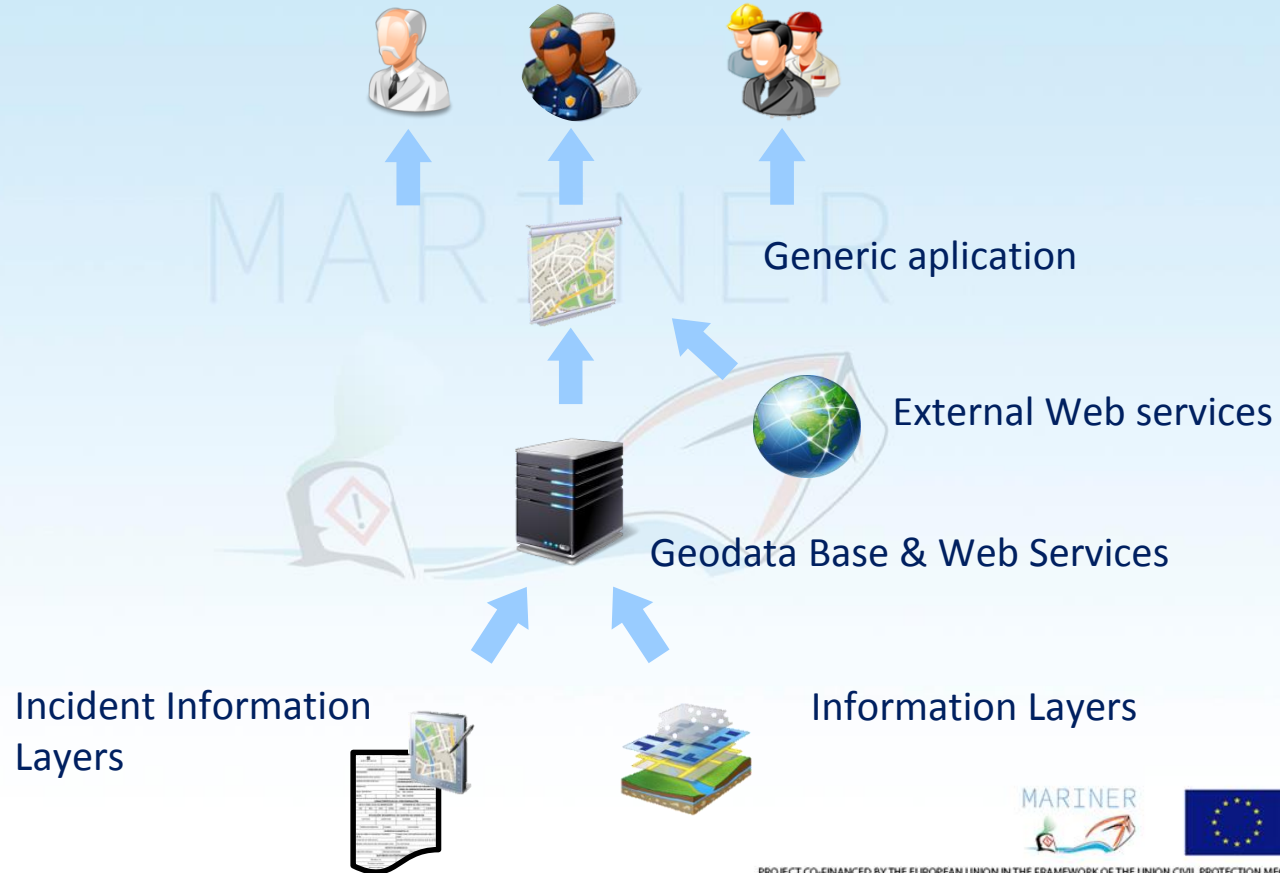 MARINER
Generic aplication
External Web services
Geodata Base & Web Services
Incident Information
Layers
Information Layers
MARINER
PROJECT CO-FINANCED BY THE EUROPEAN UNION IN THE FRAMEWORK OF THE UNION CIVIL PROTECTION